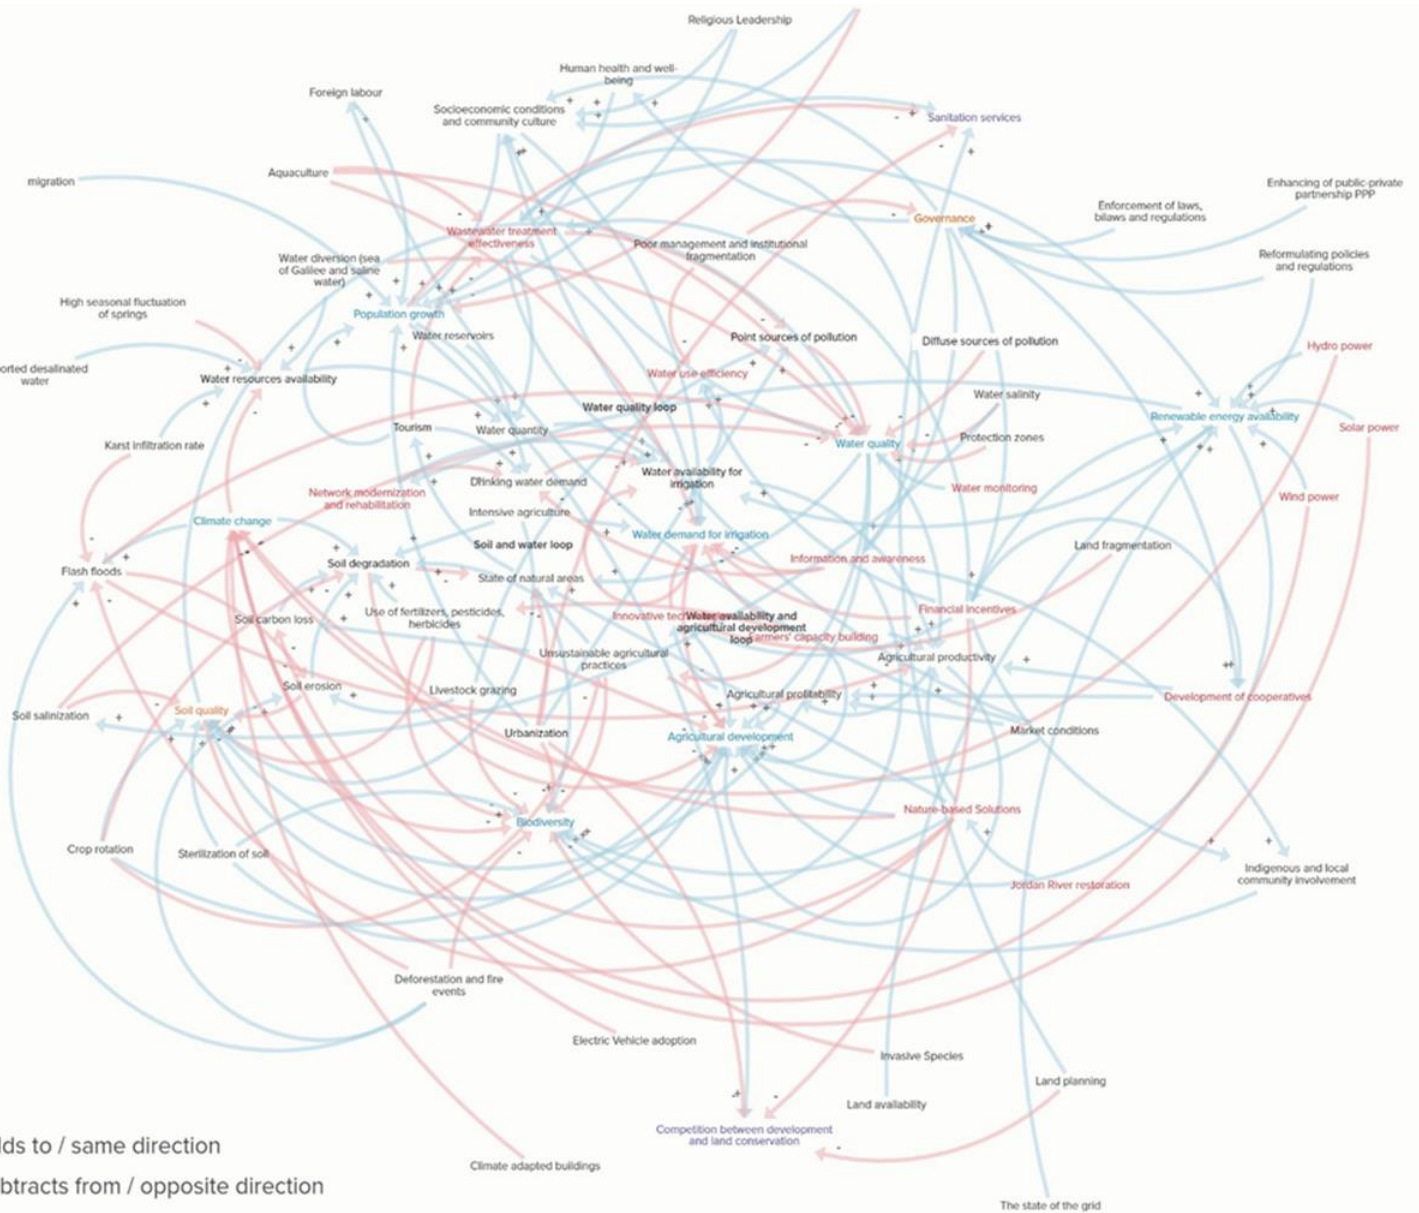 Religious Leadership
Human health and well-
being
Foreign labour
Socioeconomic conditions
and community culture
Sanitation services
Aquaculture
migration
Enhancing of public-private
partnership PPP
Enforcement of laws,
bilaws and regulations
Governance
Wastewater treatment
effectiveness
Poor management and institutional
fragmentation
Reformulating policies
and regulations
Water diversion (sea
of Galilee and saline
water)
High seasonal fluctuation
of springs
Population growth
Water reservoirs
Point sources of pollution
Diffuse sources of pollution
Hydro power
orted desalinated
water
Water resources availability
Water use efficiency
Water salinity
Water quality loop
Renewable energy availability
Solar power
Tourism
Water quantity
Karst infiltration rate
Water quality
Protection zones
Water availability for
irrigation
Drinking water demand
Network modernization
and rehabilitation
Water monitoring
Wind power
Intensive agriculture
Climate change
Water demand for irrigation
Soil and water loop
Land fragmentation
Information and awareness
Soil degradation
Flash floods
State of natural areas
Soil carbon loss
Use of fertilizers, pesticides,
herbicides
Innovative tec
Water availability and
agricultural development
loop
Farmers' capacity building
Financial incentives
Unsustainable agricultural
practices
Agricultural productivity
Soil erosion
Livestock grazing
Agricultural profitability
Development of cooperatives
Soil salinization
Soil quality
Urbanization
Agricultural development
Market conditions
Nature-based Solutions
Biodiversity
Crop rotation
Sterilization of soil
Indigenous and local
community involvement
Jordan River restoration
Deforestation and fire
events
Electric Vehicle adoption
Invasive Species
Land planning
Land availability
Competition between development
and land conservation
lds to / same direction
Climate adapted buildings
btracts from / opposite direction
The state of the grid